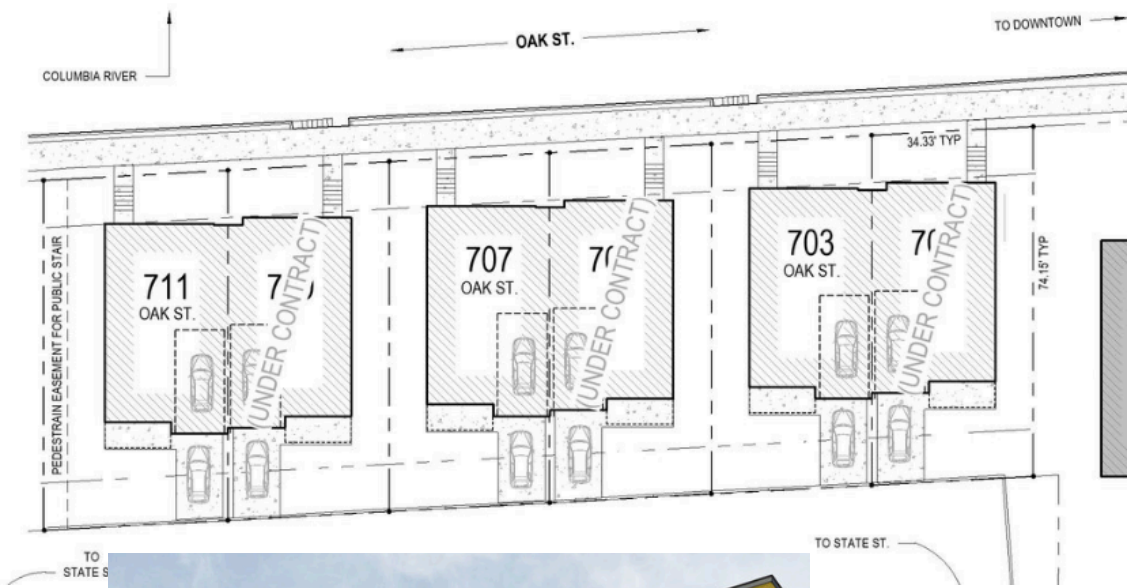 OAK ST.
TO DOWNTOWN
COLUMBIA RIVER
34.33' TYP
74.15' TYP
PEDESTRAIN EASEMENT FOR PUBLIC STAIR
711
OAK ST.
(UNDER CONTRACT)
707
OAK ST.
(UNDER CONTRACT)
703
OAK ST.
(UNDER CONTRACT)
TO
STATE
TO STATE ST.